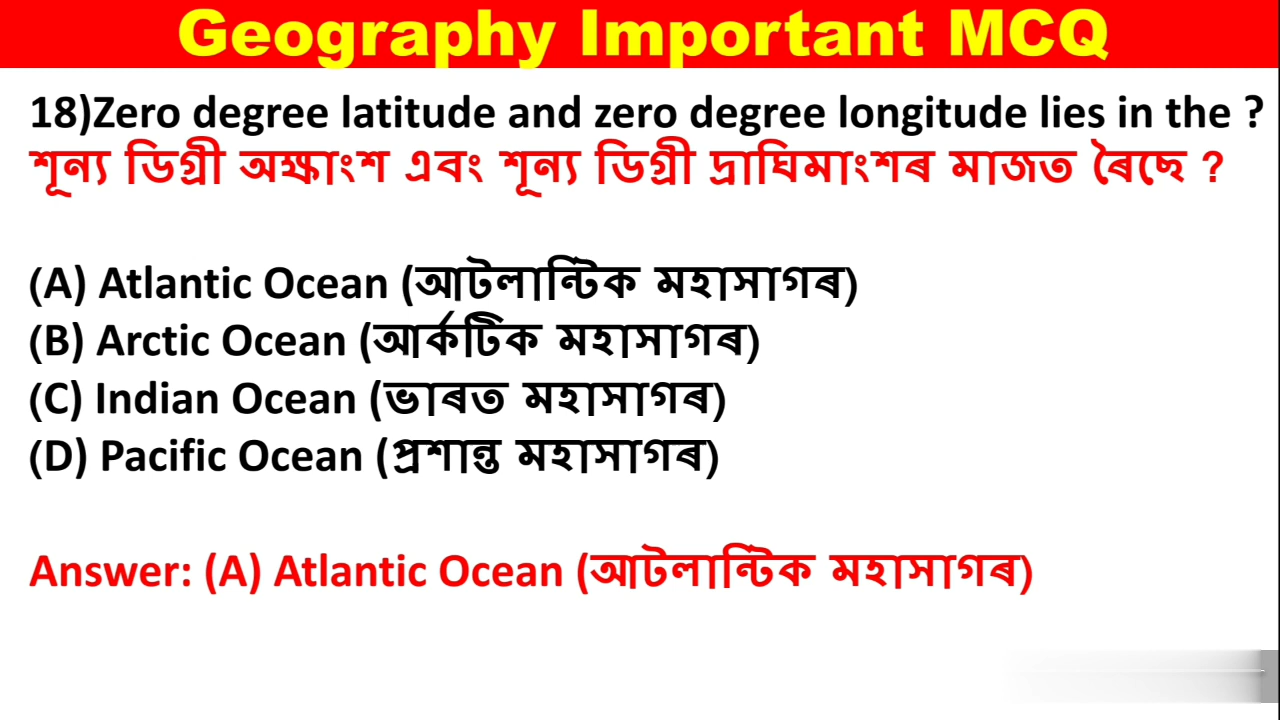 Geography Important MCQ
18)Zero degree latitude and zero degree longitude lies in the ?
শূন্য ডিগ্ৰী অক্ষাংশ এবং শূন্য ডিগ্ৰী দ্ৰাঘিমাংশৰ মাজত ৰৈছে ?
(A) Atlantic Ocean (আটলাণ্টিক মহাসাগৰ)
(B) Arctic Ocean (আৰ্কটিক মহাসাগৰ)
(C) Indian Ocean (ভাৰত মহাসাগৰ)
(D) Pacific Ocean (প্ৰশান্ত মহাসাগৰ)
Answer: (A) Atlantic Ocean (আটলাণ্টিক মহাসাগৰ)